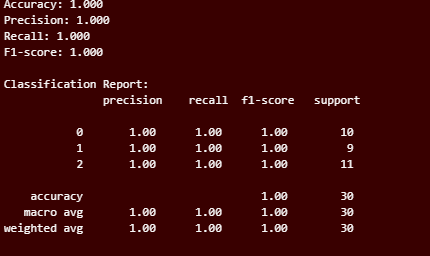 Accuracy: 1.000
Precision: 1.000
Recall: 1.000
F1-score: 1.000
Classification Report:
precision recall f1-score support
0 1.00 1.00 1.00 10
1 1.00 1.00 1.00 9
2 1.00 1.00 1.00 11
accuracy 1.00 30
macro avg 1.00 1.00 1.00 30
weighted avg 1.00 1.00 1.00 30